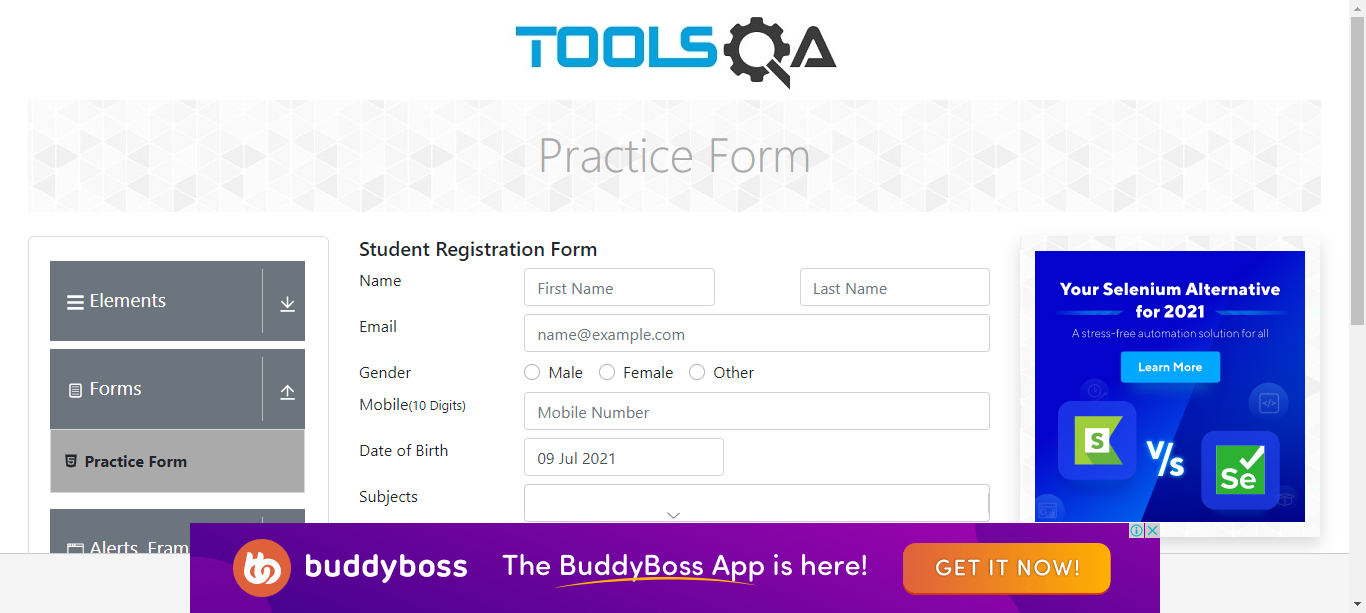 TOOLSQA
Practice Form
Elements
Forms
Practice Form
Alerts, Fram
Student Registration Form
Name
First Name
Last Name
Email
name@example.com
Gender
Male
Female
Other
Mobile(10 Digits)
Mobile Number
Date of Birth
09 Jul 2021
Subjects
Your Selenium Alternative
for 2021
A stress-free automation solution for all
Learn More
S
V/s
Se
buddyboss
The BuddyBoss App is here!
GET IT NOW!